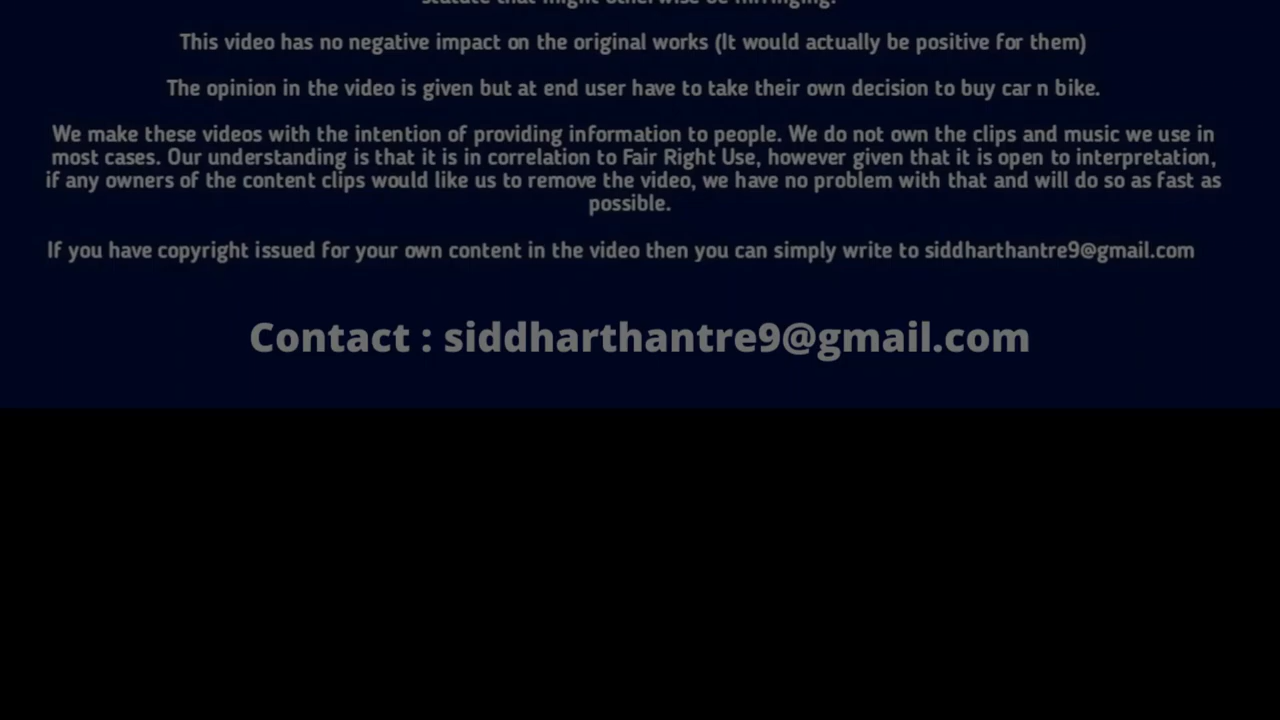 statute that might otherwise be infringing.
This video has no negative impact on the original works (It would actually be positive for them)
The opinion in the video is given but at end user have to take their own decision to buy car n bike.
We make these videos with the intention of providing information to people. We do not own the clips and music we use in
most cases. Our understanding is that it is in correlation to Fair Right Use, however given that it is open to interpretation,
if any owners of the content clips would like us to remove the video, we have no problem with that and will do so as fast as
possible.
If you have copyright issued for your own content in the video then you can simply write to siddharthantre9@gmail.com
Contact : siddharthantre9@gmail.com